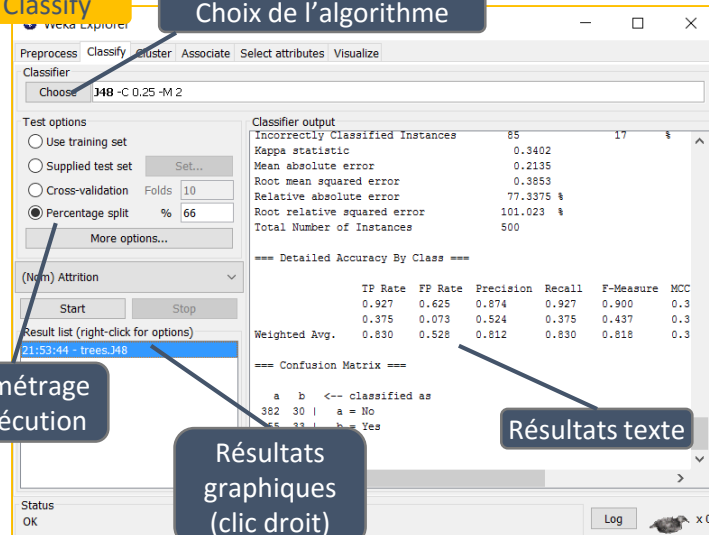 Classify
Choix de l’algorithme
Weka Explorer
Preprocess Classify Cluster Associate Select attributes Visualize
Classifier
Choose J48 -C 0.25 -M 2
Test options
Use training set
Supplied test set Set...
Cross-validation Folds 10
Percentage split % 66
More options...
(Nom) Attrition
Start Stop
Result list (right-click for options)
21:53:44 - trees.J48
métrage
écution
Résultats
graphiques
(clic droit)
Classifier output
Incorrectly Classified Instances 85 17 %
Kappa statistic 0.3402
Mean absolute error 0.2135
Root mean squared error 0.3853
Relative absolute error 77.3375 %
Root relative squared error 101.023 %
Total Number of Instances 500
=== Detailed Accuracy By Class ===
TP Rate FP Rate Precision Recall F-Measure MCC
0.927 0.625 0.874 0.927 0.900 0.3
0.375 0.073 0.524 0.375 0.437 0.3
Weighted Avg. 0.830 0.528 0.812 0.830 0.818 0.3
=== Confusion Matrix ===
a b <-- classified as
382 30 | a = No
55 33 | b = Yes
Résultats texte
Status
OK
Log x 0